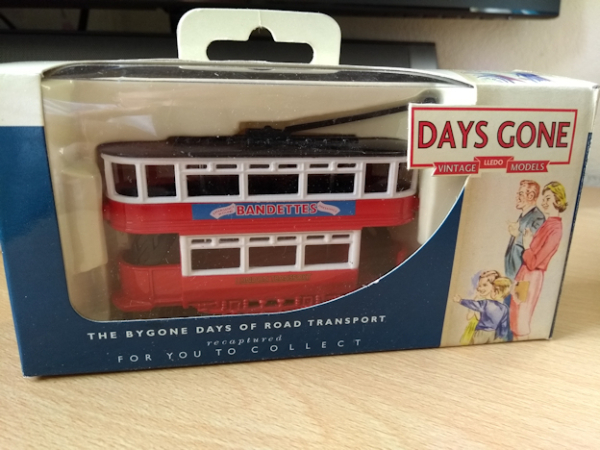 DAYS GONE
VINTAGE LLEDO MODELS
BANDETTES
THE BYGONE DAYS OF ROAD TRANSPORT
recaptured
FOR YOU TO COLLECT